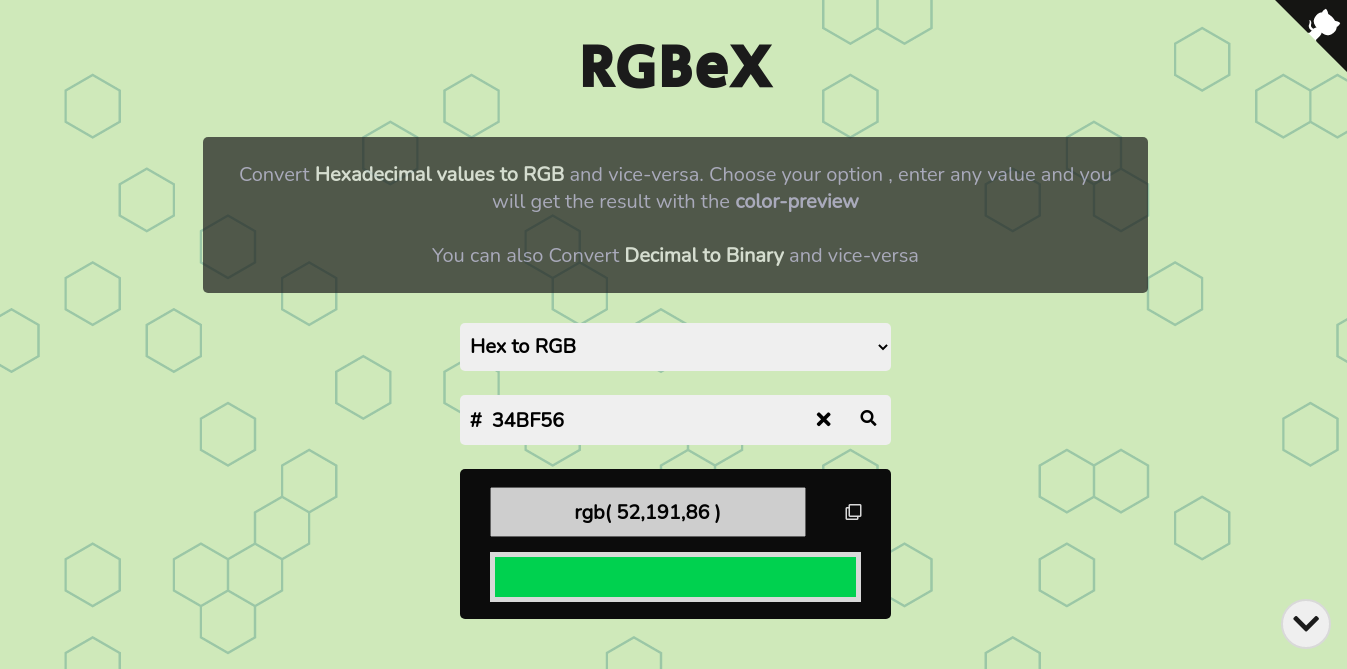 RGBeX
Convert Hexadecimal values to RGB and vice-versa. Choose your option , enter any value and you
will get the result with the color-preview
You can also Convert Decimal to Binary and vice-versa
Hex to RGB
# 34BF56
rgb( 52,191,86 )